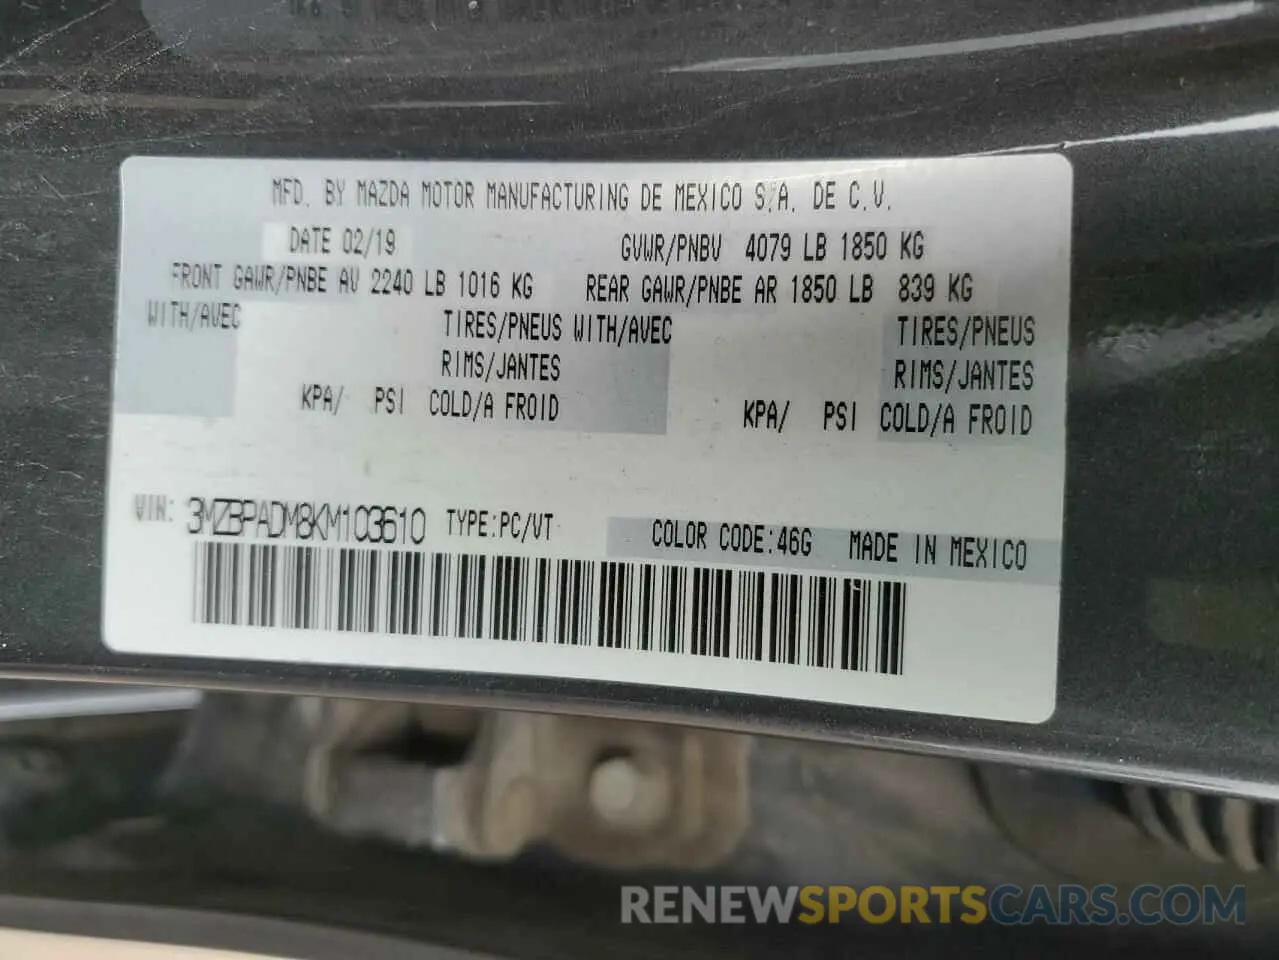 MFD. BY MAZDA MOTOR MANUFACTURING DE MEXICO S.A. DE C.V.
DATE 02/19 GVWR/PNBV 4079 LB 1850 KG
FRONT GAWR/PNBE AV 2240 LB 1016 KG REAR GAWR/PNBE AR 1850 LB 839 KG
WITH/AVEC TIRES/PNEUS WITH/AVEC TIRES/PNEUS
RIMS/JANTES RIMS/JANTES
KPA/ PSI COLD/A FROID KPA/ PSI COLD/A FROID
VIN: 3MZBPADM8KM103610 TYPE:PC/VT COLOR CODE:46G MADE IN MEXICO
RENEWSPORTSCARS.COM